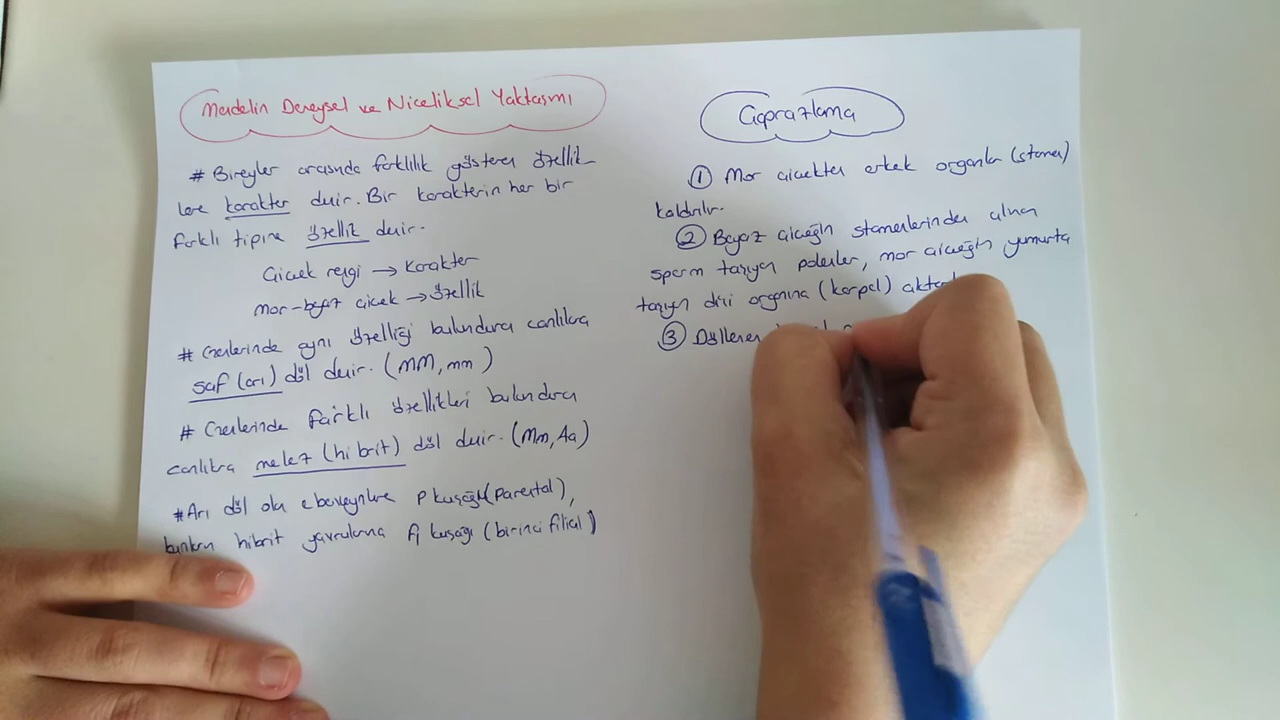 Mendelin Deneysel ve Niceliksel Yaklaşımı
# Bireyler arasında farklılık gösteren özellik-
lere karakter denir. Bir karakterin her bir
farklı tipine özellik denir.
Çiçek rengi → Karakter
mor-beyaz çiçek → özellik
# Genlerinde aynı özelliği bulunduran canlılara
saf (arı) döl denir. (MM, mm)
# Genlerinde farklı özellikleri bulunduran
canlılara melez (hibrit) döl denir. (Mm, Aa)
# Arı döl olan ebeveynlere P kuşağı (Parental),
bunların hibrit yavrularına F1 kuşağı (birinci filial)
Çaprazlama
① Mor çiçekten erkek organlar (stamen)
kaldırılır.
② Beyaz çiçeğin stamenlerinden alınan
sperm taşıyan polenler, mor çiçeğin yumurta
taşıyan dişi organına (karpel)
③ Döllenen